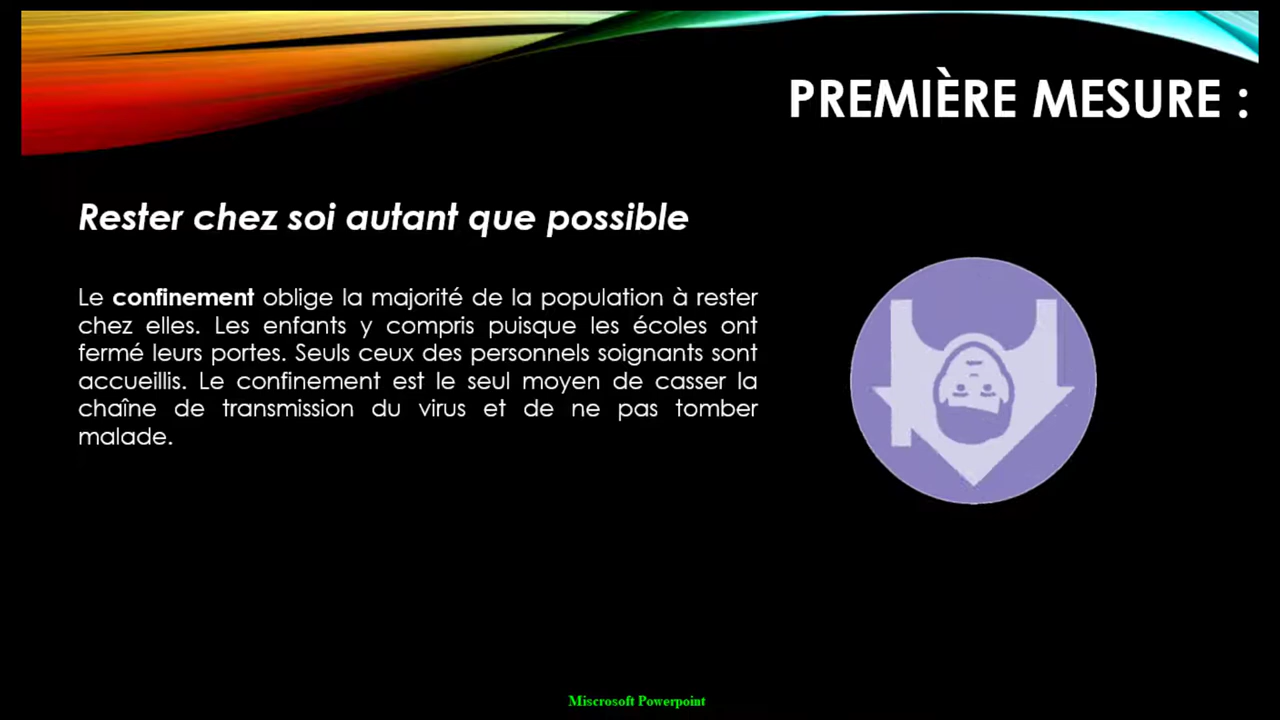 PREMIÈRE MESURE :
Rester chez soi autant que possible
Le confinement oblige la majorité de la population à rester
chez elles. Les enfants y compris puisque les écoles ont
fermé leurs portes. Seuls ceux des personnels soignants sont
accueillis. Le confinement est le seul moyen de casser la
chaîne de transmission du virus et de ne pas tomber
malade.
Miscrosoft Powerpoint